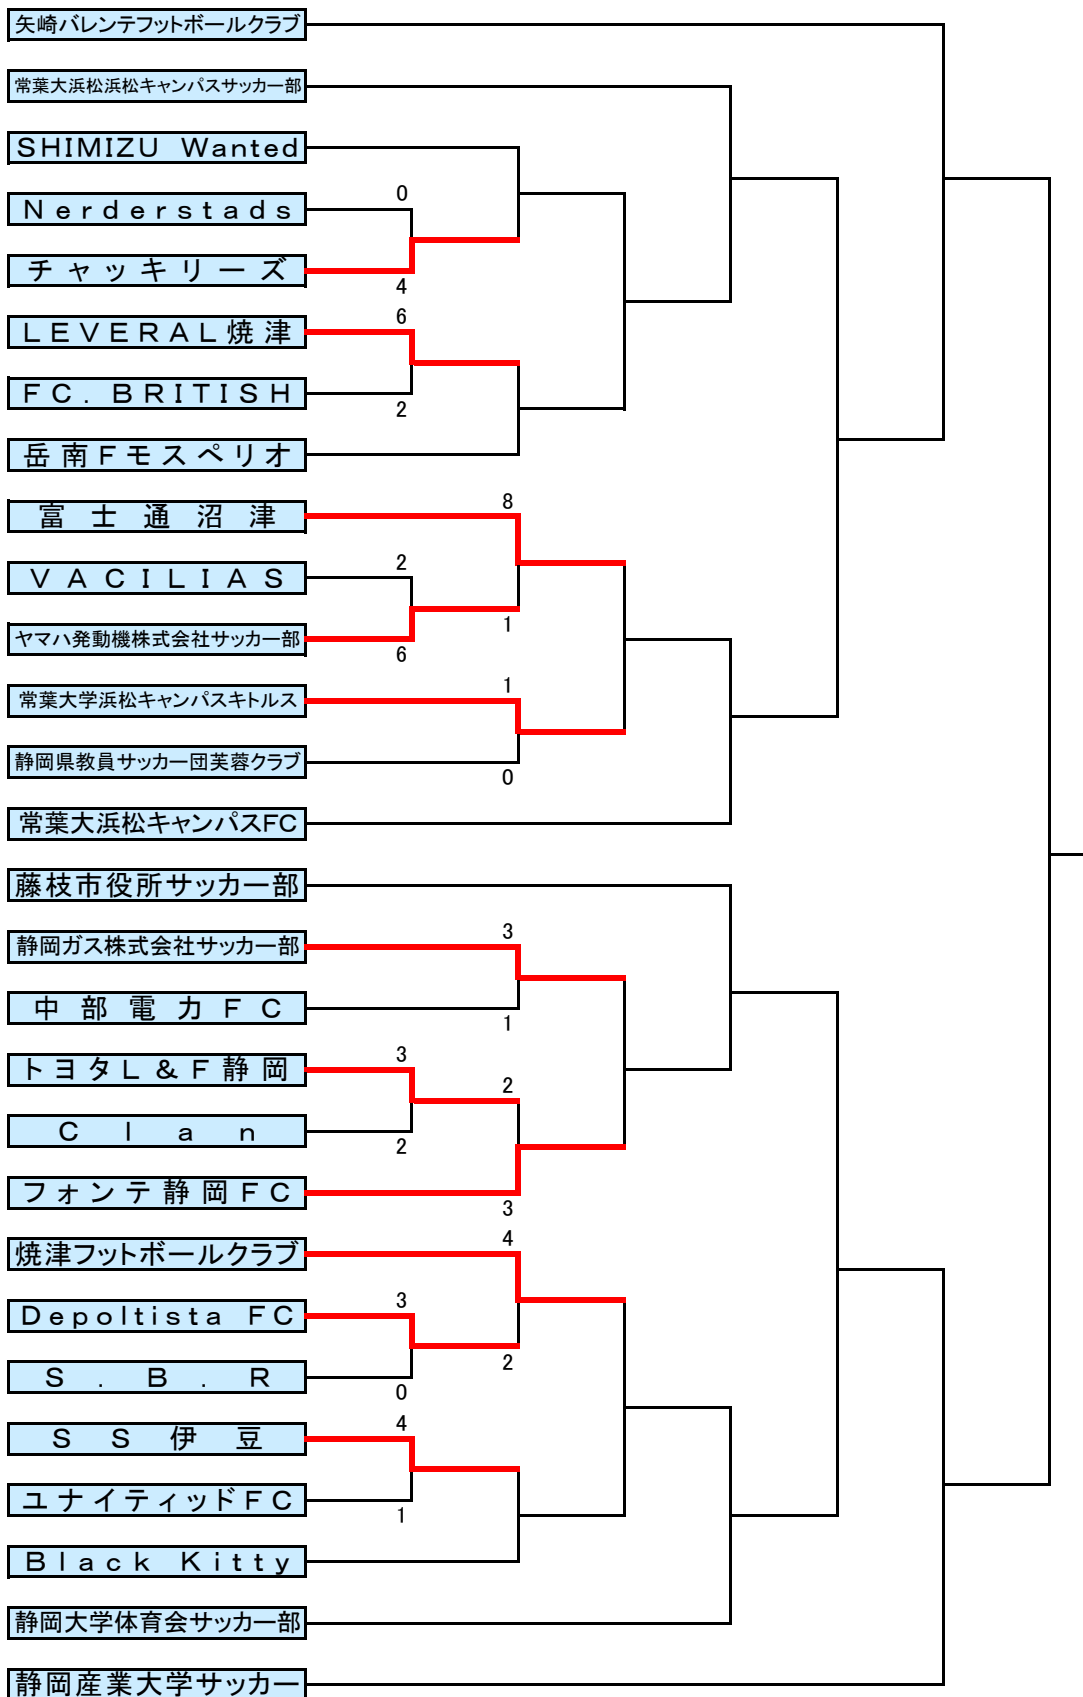 矢崎バレンテフットボールクラブ
常葉大浜松浜松キャンパスサッカー部
SHIMIZU Wanted
0
Nerderstads
チャッキリーズ
4
6
LEVERAL焼津
FC.BRITISH
2
岳南Fモスペリオ
8
富士通沼津
2
VACILIAS
1
ヤマハ発動機株式会社サッカー部
6
1
常葉大学浜松キャンパスキトルス
静岡県教員サッカー団芙蓉クラブ
0
常葉大浜松キャンパスFC
藤枝市役所サッカー部
3
静岡ガス株式会社サッカー部
中部電力FC
1
3
トヨタL&F静岡
2
Clan
2
フォンテ静岡FC
3
4
焼津フットボールクラブ
3
Depoltista FC
2
S.B.R
0
4
SS伊豆
ユナイティッドFC
1
Black Kitty
静岡大学体育会サッカー部
静岡産業大学サッカー